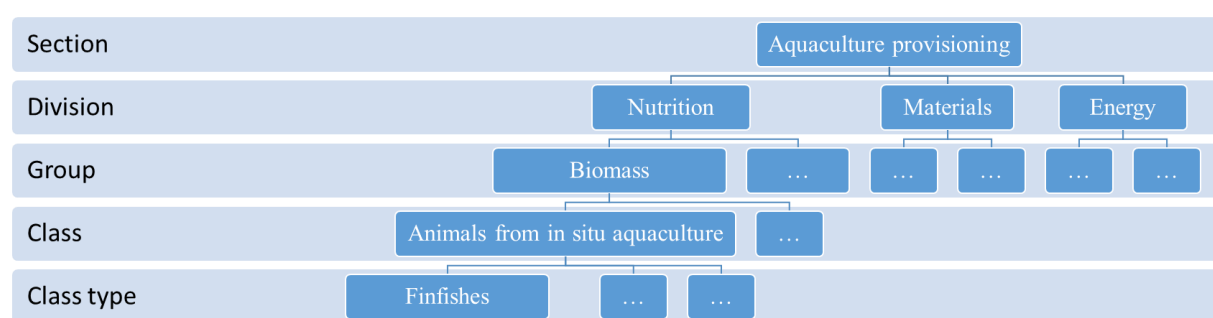 Section
Aquaculture provisioning
Division
Nutrition
Materials
Energy
Group
Biomass
…
…
…
…
…
Class
Animals from in situ aquaculture
…
Class type
Finfishes
…
…